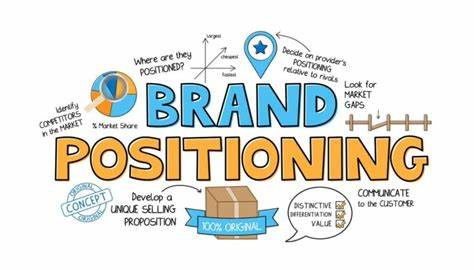 Where are they
POSITIONED?
largest
cheapest
fastest
Decide on provider's
POSITIONING
relative to rivals
Identify
COMPETITORS
in the MARKET
% Market Share
Look for
MARKET
GAPS
BRAND
POSITIONING
ORIGINAL
CONCEPT
ORIGINAL
Develop a
UNIQUE SELLING
PROPOSITION
100% ORIGINAL
DISTINCTIVE
DIFFERENTIATION
VALUE
COMMUNICATE
to the CUSTOMER